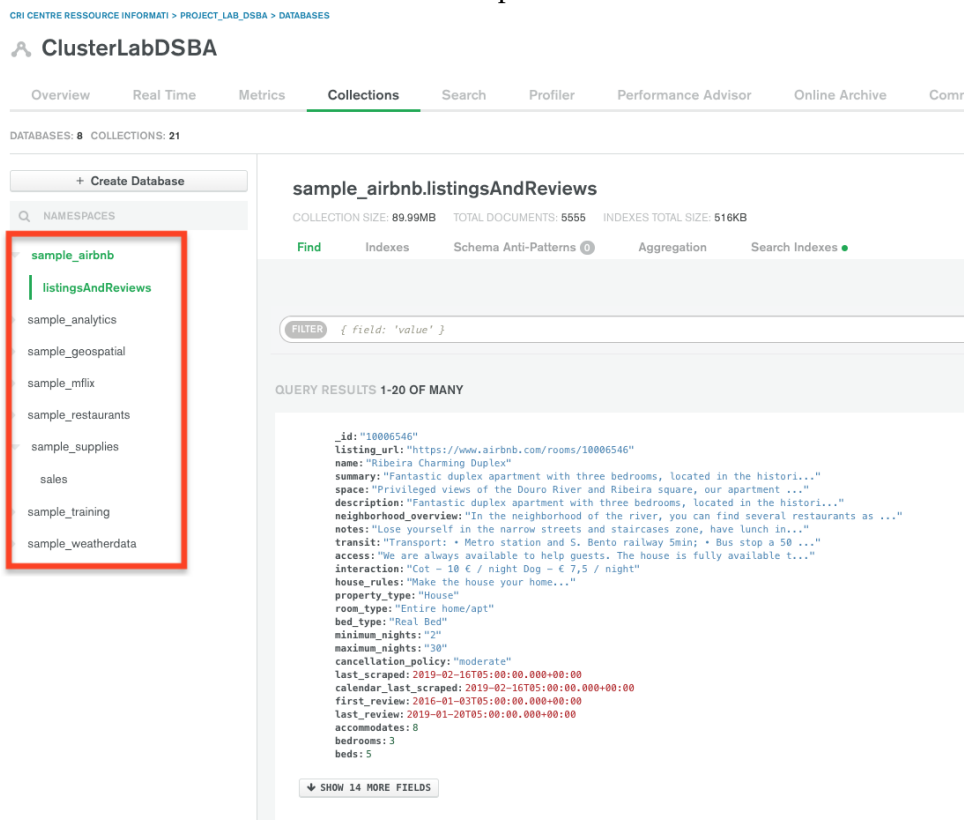 CRI CENTRE RESSOURCE INFORMATI > PROJECT_LAB_DSBA > DATABASES
ClusterLabDSBA
Overview Real Time Metrics Collections Search Profiler Performance Advisor Online Archive Comm
DATABASES: 8 COLLECTIONS: 21
+ Create Database
NAMESPACES
sample_airbnb
listingsAndReviews
sample_analytics
sample_geospatial
sample_mflix
sample_restaurants
sample_supplies
sales
sample_training
sample_weatherdata
sample_airbnb.listingsAndReviews
COLLECTION SIZE: 89.99MB TOTAL DOCUMENTS: 5555 INDEXES TOTAL SIZE: 516KB
Find Indexes Schema Anti-Patterns 0 Aggregation Search Indexes
FILTER { field: 'value' }
QUERY RESULTS 1-20 OF MANY
_id: "10006546"
listing_url: "https://www.airbnb.com/rooms/10006546"
name: "Ribeira Charming Duplex"
summary: "Fantastic duplex apartment with three bedrooms, located in the histori..."
space: "Privileged views of the Douro River and Ribeira square, our apartment ..."
description: "Fantastic duplex apartment with three bedrooms, located in the histori..."
neighborhood_overview: "In the neighborhood of the river, you can find several restaurants as ..."
notes: "Lose yourself in the narrow streets and staircases zone, have lunch in..."
transit: "Transport: • Metro station and S. Bento railway 5min; • Bus stop a 50 ..."
access: "We are always available to help guests. The house is fully available t..."
interaction: "Cot – 10 € / night Dog – € 7,5 / night"
house_rules: "Make the house your home..."
property_type: "House"
room_type: "Entire home/apt"
bed_type: "Real Bed"
minimum_nights: "2"
maximum_nights: "30"
cancellation_policy: "moderate"
last_scraped: 2019-02-16T05:00:00.000+00:00
calendar_last_scraped: 2019-02-16T05:00:00.000+00:00
first_review: 2016-01-03T05:00:00.000+00:00
last_review: 2019-01-20T05:00:00.000+00:00
accommodates: 8
bedrooms: 3
beds: 5
SHOW 14 MORE FIELDS